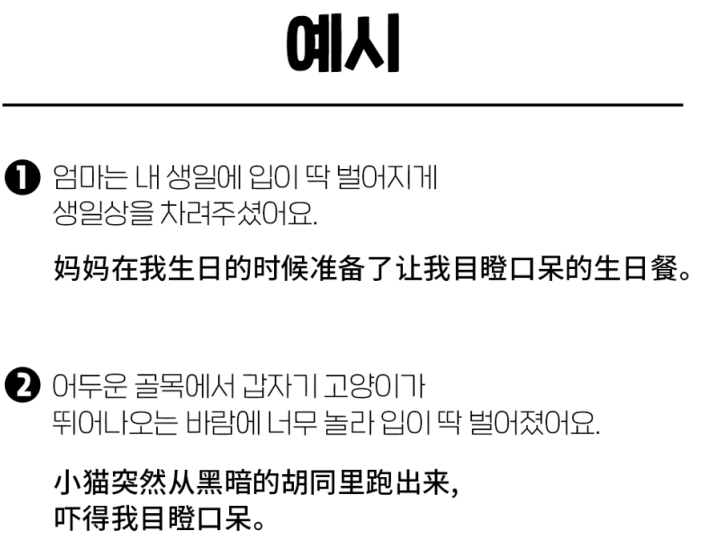 예시
❶ 엄마는 내 생일에 입이 딱 벌어지게
생일상을 차려주셨어요.
妈妈在我生日的时候准备了让我目瞪口呆的生日餐。
❷ 어두운 골목에서 갑자기 고양이가
뛰어나오는 바람에 너무 놀라 입이 딱 벌어졌어요.
小猫突然从黑暗的胡同里跑出来,
吓得我目瞪口呆。